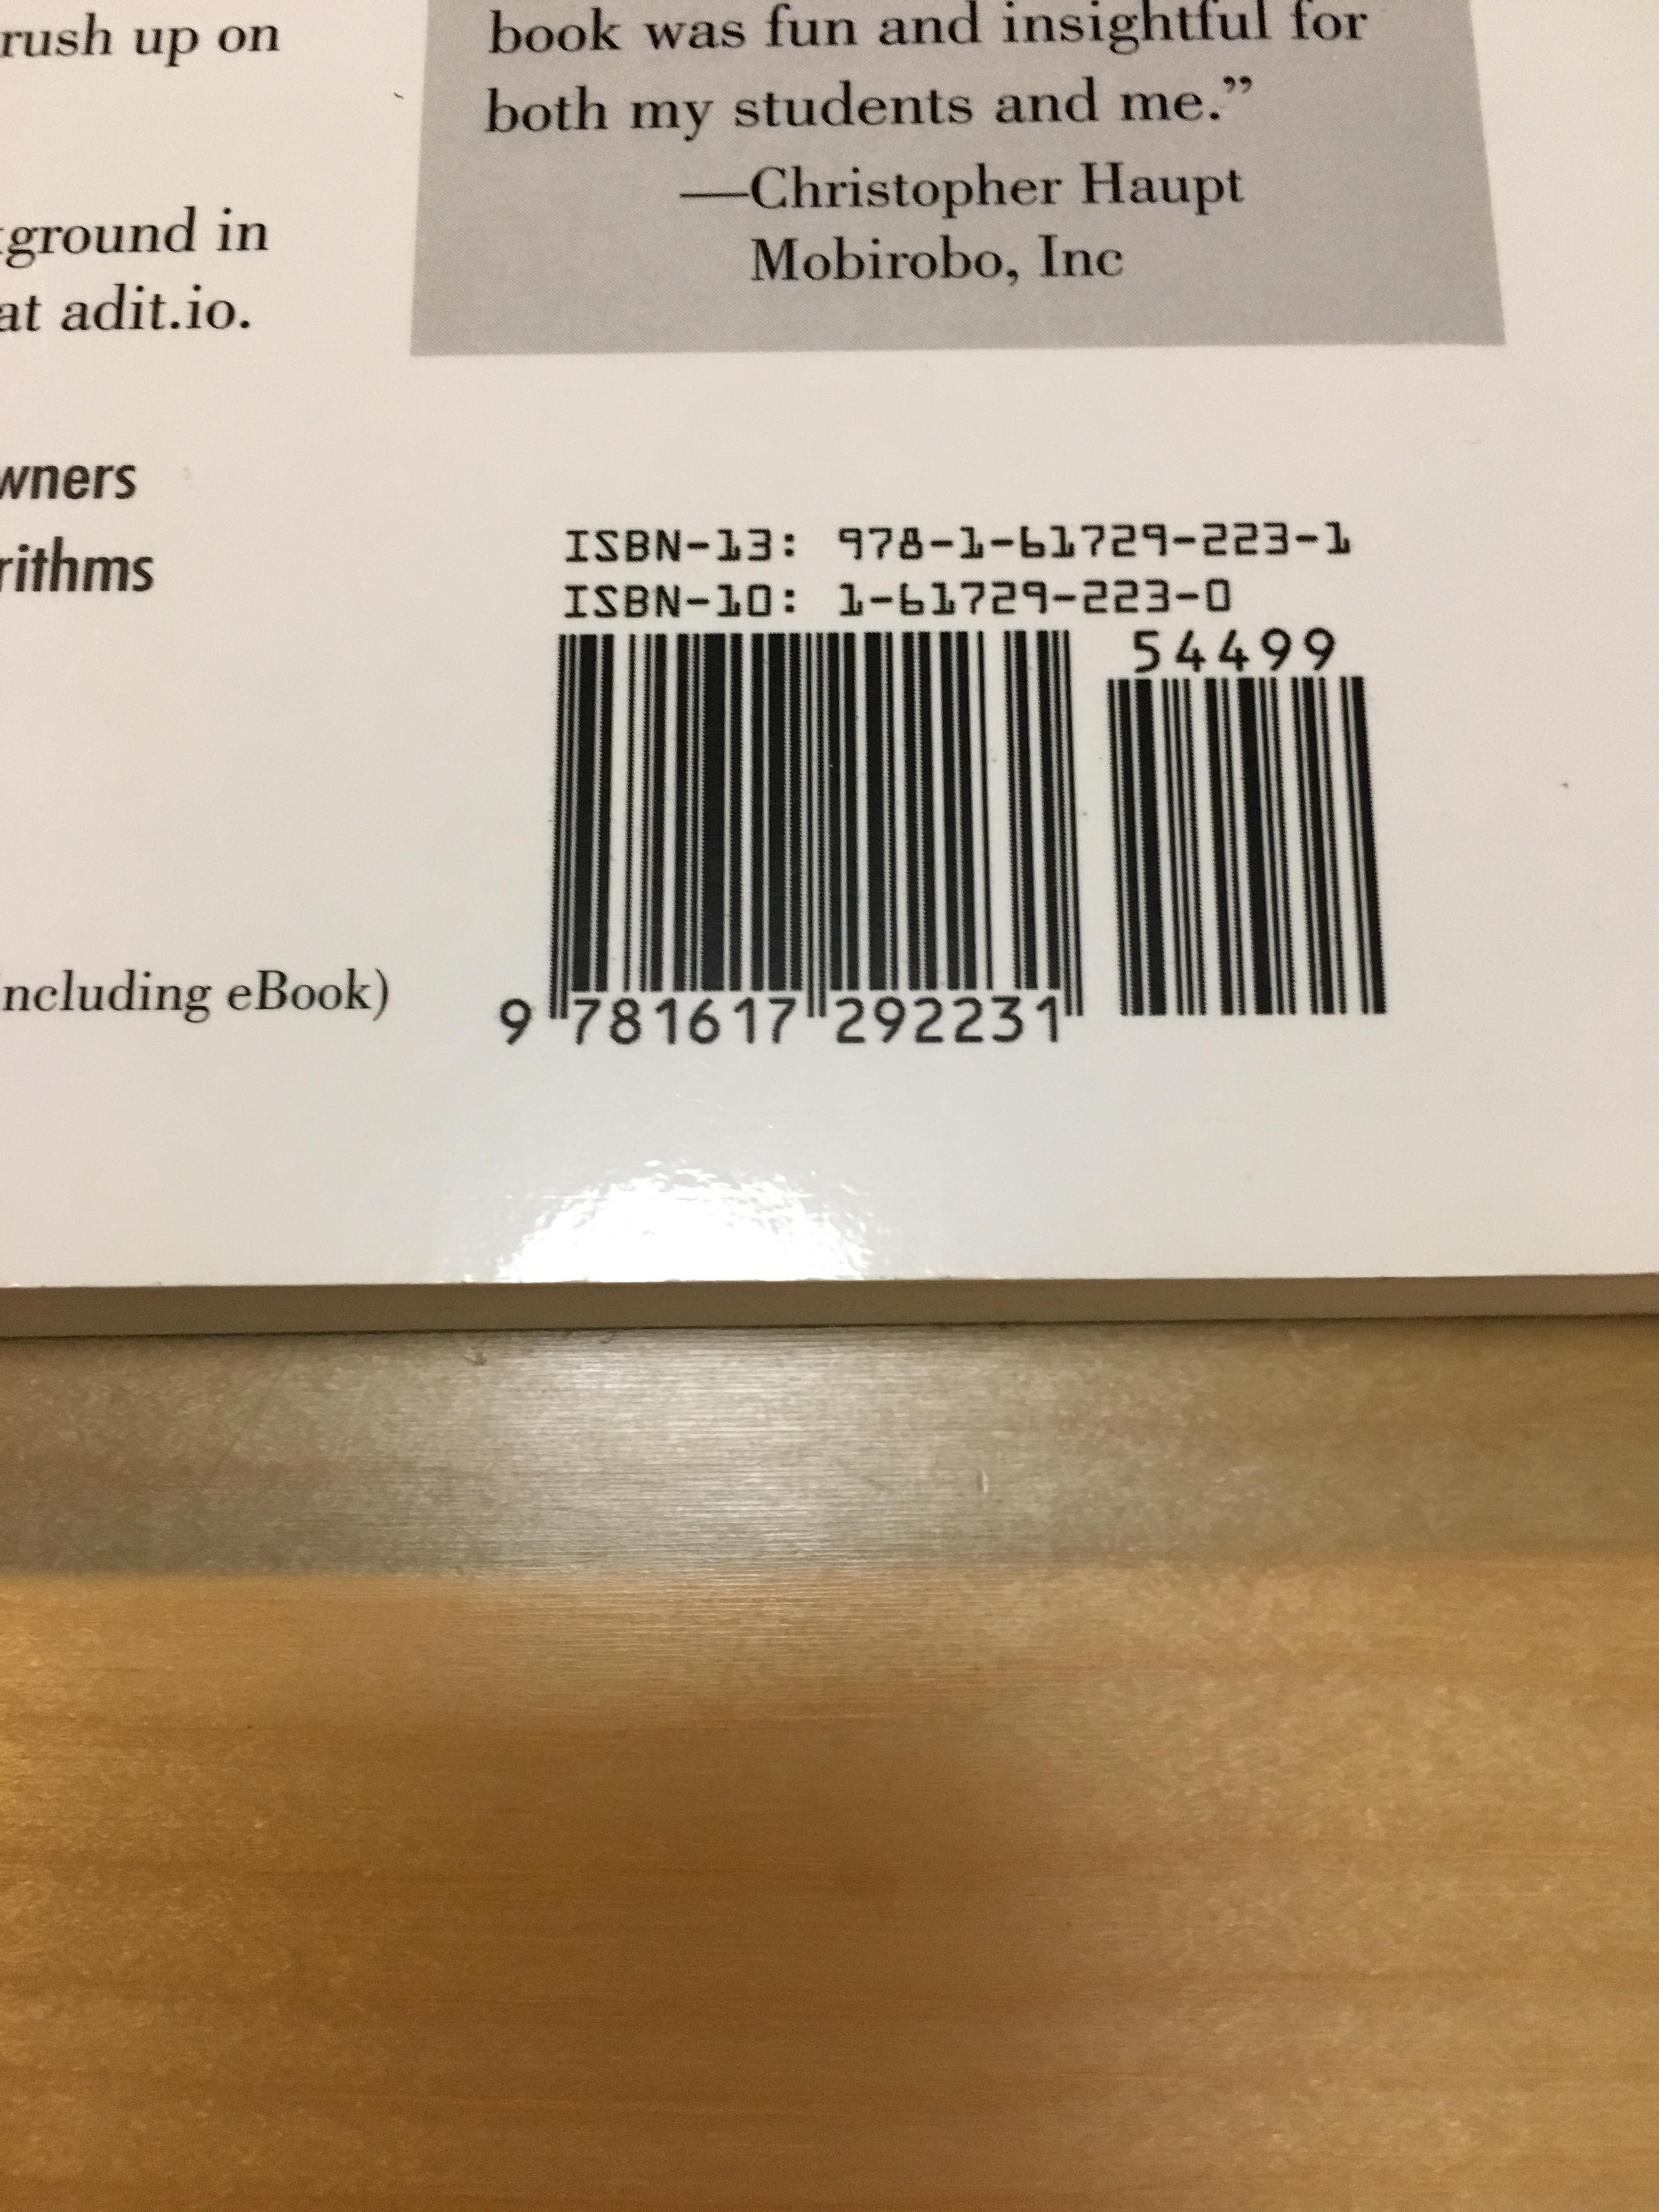 rush up on
ground in
at adit.io.
wners
rithms
ncluding eBook)
book was fun and insightful for
both my students and me.”
—Christopher Haupt
Mobirobo, Inc
ISBN-13: 978-1-61729-223-1
ISBN-10: 1-61729-223-0
54499
9 781617 292231